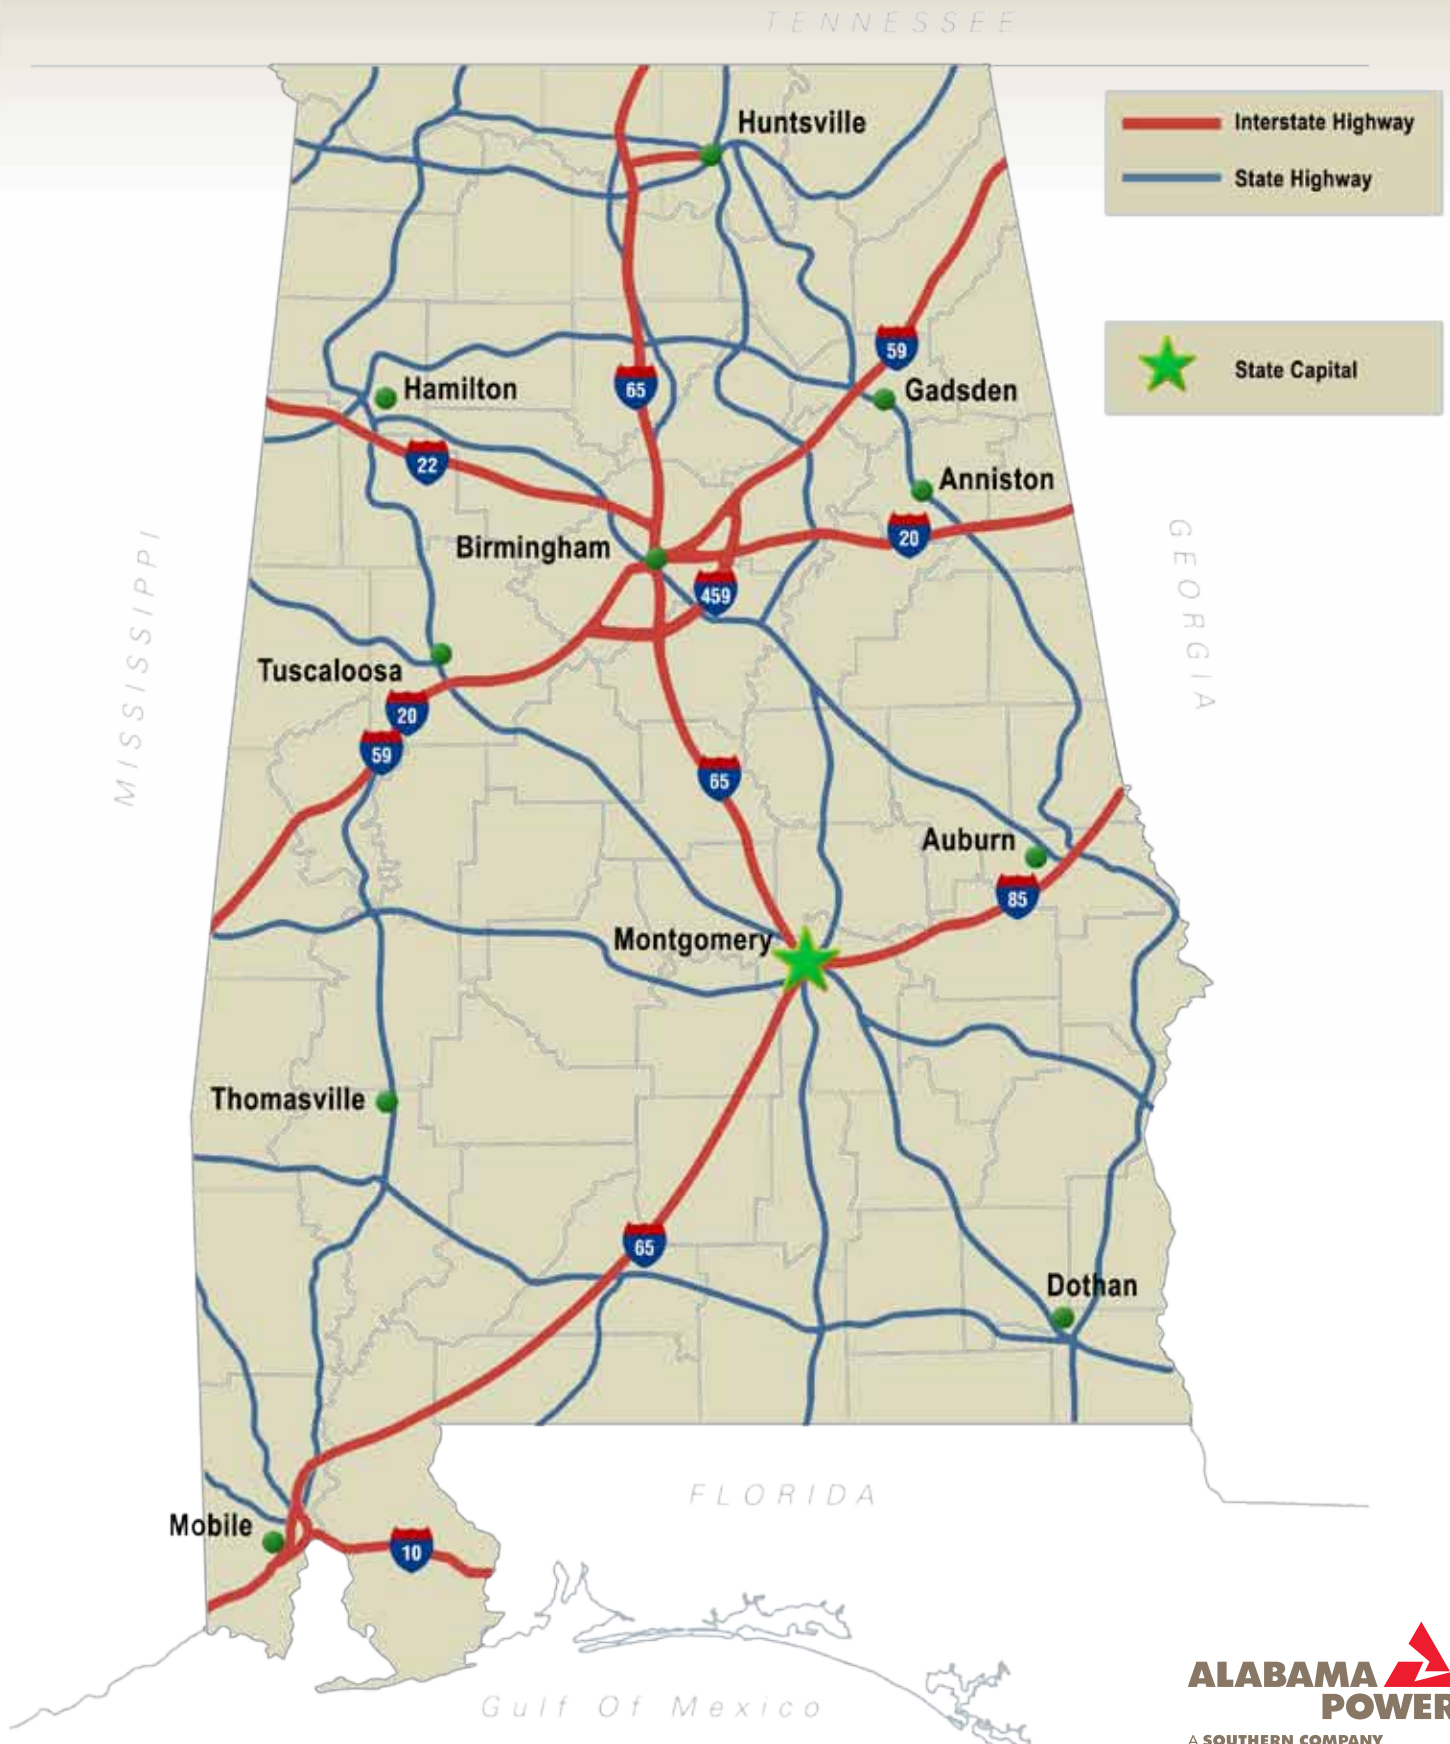 TENNESSEE
Interstate Highway
State Highway
State Capital
Huntsville
59
65
Hamilton
Gadsden
22
Anniston
20
Birmingham
459
Tuscaloosa
20
59
65
MISSISSIPPI
GEORGIA
Auburn
85
Montgomery
Thomasville
65
Dothan
FLORIDA
Mobile
10
Gulf Of Mexico
ALABAMA
POWER
A SOUTHERN COMPANY